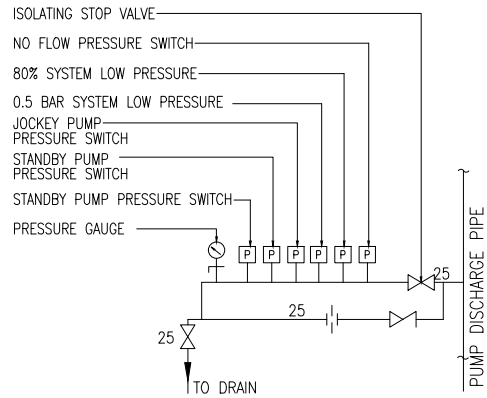 ISOLATING STOP VALVE
NO FLOW PRESSURE SWITCH
80% SYSTEM LOW PRESSURE
0.5 BAR SYSTEM LOW PRESSURE
JOCKEY PUMP
PRESSURE SWITCH
STANDBY PUMP
PRESSURE SWITCH
STANDBY PUMP PRESSURE SWITCH
PRESSURE GAUGE
P P P P P P
25
25
25
TO DRAIN
PUMP DISCHARGE PIPE